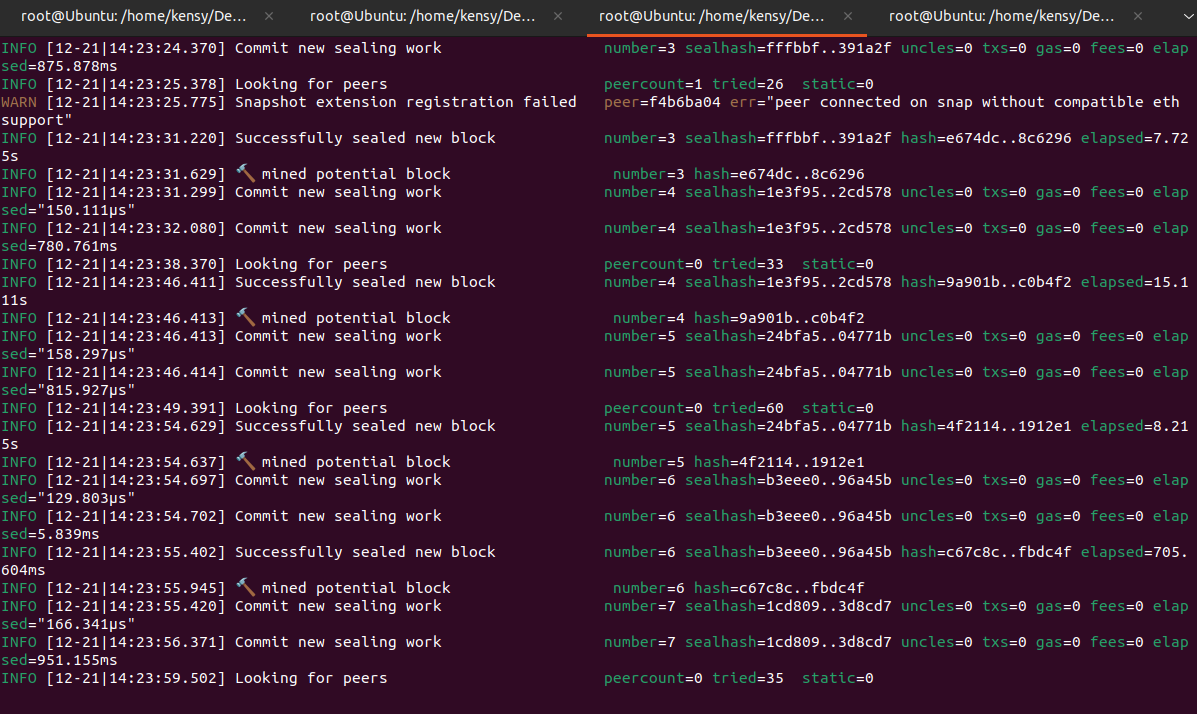 root@Ubuntu: /home/kensy/De... × root@Ubuntu: /home/kensy/De... × root@Ubuntu: /home/kensy/De... × root@Ubuntu: /home/kensy/De... ×
INFO [12-21|14:23:24.370] Commit new sealing work number=3 sealhash=fffbbf..391a2f uncles=0 txs=0 gas=0 fees=0 elap
sed=875.878ms
INFO [12-21|14:23:25.378] Looking for peers peercount=1 tried=26 static=0
WARN [12-21|14:23:25.775] Snapshot extension registration failed peer=f4b6ba04 err="peer connected on snap without compatible eth
support"
INFO [12-21|14:23:31.220] Successfully sealed new block number=3 sealhash=fffbbf..391a2f hash=e674dc..8c6296 elapsed=7.72
5s
INFO [12-21|14:23:31.629] 🔨 mined potential block number=3 hash=e674dc..8c6296
INFO [12-21|14:23:31.299] Commit new sealing work number=4 sealhash=1e3f95..2cd578 uncles=0 txs=0 gas=0 fees=0 elap
sed="150.111µs"
INFO [12-21|14:23:32.080] Commit new sealing work number=4 sealhash=1e3f95..2cd578 uncles=0 txs=0 gas=0 fees=0 elap
sed=780.761ms
INFO [12-21|14:23:38.370] Looking for peers peercount=0 tried=33 static=0
INFO [12-21|14:23:46.411] Successfully sealed new block number=4 sealhash=1e3f95..2cd578 hash=9a901b..c0b4f2 elapsed=15.1
11s
INFO [12-21|14:23:46.413] 🔨 mined potential block number=4 hash=9a901b..c0b4f2
INFO [12-21|14:23:46.413] Commit new sealing work number=5 sealhash=24bfa5..04771b uncles=0 txs=0 gas=0 fees=0 elap
sed="158.297µs"
INFO [12-21|14:23:46.414] Commit new sealing work number=5 sealhash=24bfa5..04771b uncles=0 txs=0 gas=0 fees=0 elap
sed="815.927µs"
INFO [12-21|14:23:49.391] Looking for peers peercount=0 tried=60 static=0
INFO [12-21|14:23:54.629] Successfully sealed new block number=5 sealhash=24bfa5..04771b hash=4f2114..1912e1 elapsed=8.21
5s
INFO [12-21|14:23:54.637] 🔨 mined potential block number=5 hash=4f2114..1912e1
INFO [12-21|14:23:54.697] Commit new sealing work number=6 sealhash=b3eee0..96a45b uncles=0 txs=0 gas=0 fees=0 elap
sed="129.803µs"
INFO [12-21|14:23:54.702] Commit new sealing work number=6 sealhash=b3eee0..96a45b uncles=0 txs=0 gas=0 fees=0 elap
sed=5.839ms
INFO [12-21|14:23:55.402] Successfully sealed new block number=6 sealhash=b3eee0..96a45b hash=c67c8c..fbdc4f elapsed=705.
604ms
INFO [12-21|14:23:55.945] 🔨 mined potential block number=6 hash=c67c8c..fbdc4f
INFO [12-21|14:23:55.420] Commit new sealing work number=7 sealhash=1cd809..3d8cd7 uncles=0 txs=0 gas=0 fees=0 elap
sed="166.341µs"
INFO [12-21|14:23:56.371] Commit new sealing work number=7 sealhash=1cd809..3d8cd7 uncles=0 txs=0 gas=0 fees=0 elap
sed=951.155ms
INFO [12-21|14:23:59.502] Looking for peers peercount=0 tried=35 static=0